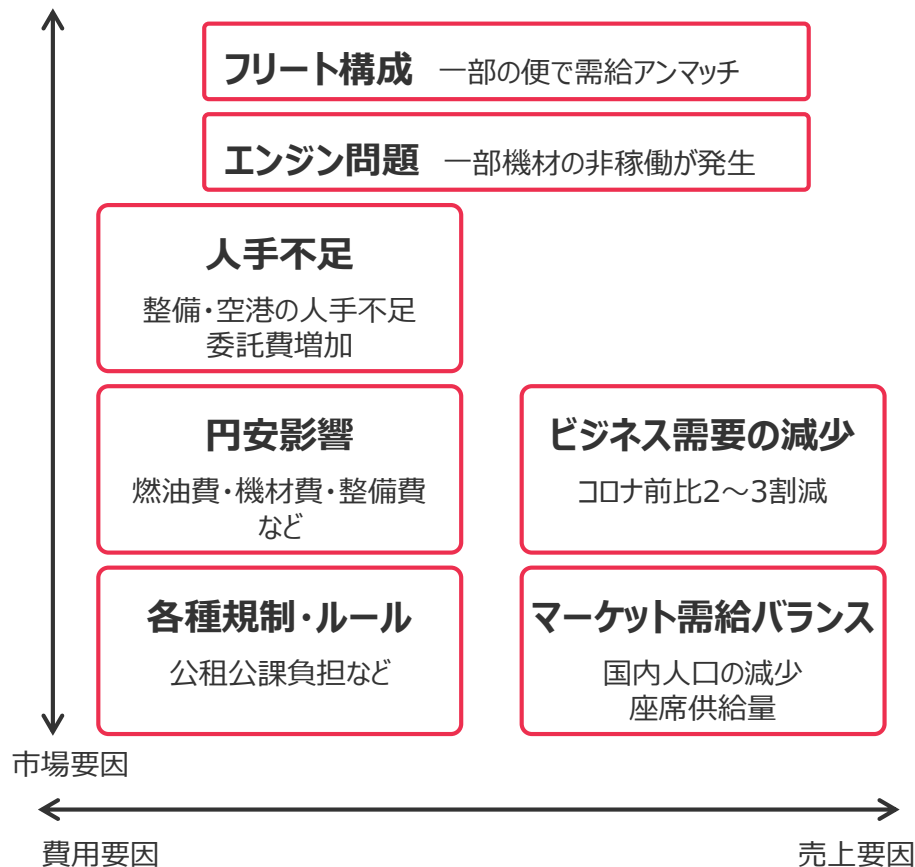 フリート構成 一部の便で需給アンマッチ
エンジン問題 一部機材の非稼働が発生
人手不足
整備・空港の人手不足
委託費増加
円安影響
燃油費・機材費・整備費
など
ビジネス需要の減少
コロナ前比2～3割減
各種規制・ルール
公租公課負担など
マーケット需給バランス
国内人口の減少
座席供給量
市場要因
費用要因
売上要因